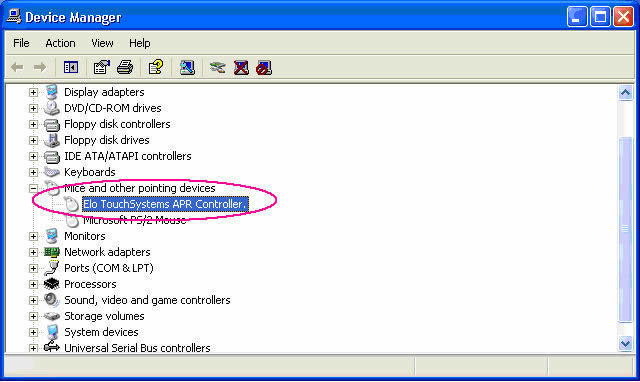 Device Manager
File Action View Help
Display adapters
DVD/CD-ROM drives
Floppy disk controllers
Floppy disk drives
IDE ATA/ATAPI controllers
Keyboards
Mice and other pointing devices
Elo TouchSystems APR Controller.
Microsoft PS/2 Mouse
Monitors
Network adapters
Ports (COM & LPT)
Processors
Sound, video and game controllers
Storage volumes
System devices
Universal Serial Bus controllers